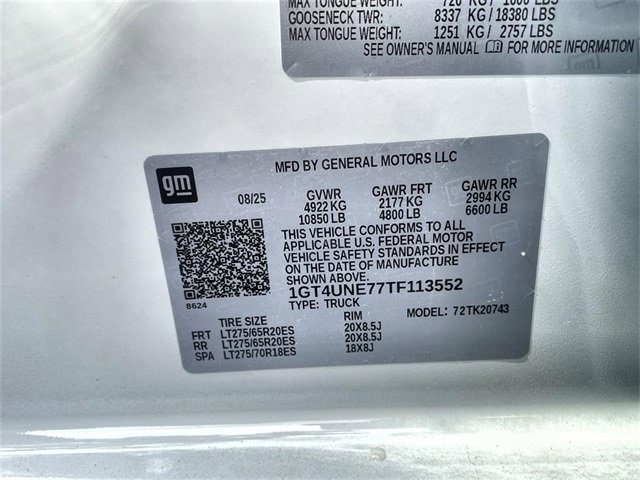 MAX TONGUE WEIGHT: 726 KG / 1600 LBS
GOOSENECK TWR: 8337 KG / 18380 LBS
MAX TONGUE WEIGHT: 1251 KG / 2757 LBS
SEE OWNER'S MANUAL FOR MORE INFORMATION
gm
MFD BY GENERAL MOTORS LLC
08/25 GVWR GAWR FRT GAWR RR
4922 KG 2177 KG 2994 KG
10850 LB 4800 LB 6600 LB
THIS VEHICLE CONFORMS TO ALL
APPLICABLE U.S. FEDERAL MOTOR
VEHICLE SAFETY STANDARDS IN EFFECT
ON THE DATE OF MANUFACTURE
SHOWN ABOVE.
1GT4UNE77TF113552
8624
TYPE: TRUCK MODEL: 72TK20743
TIRE SIZE RIM
FRT LT275/65R20ES 20X8.5J
RR LT275/65R20ES 20X8.5J
SPA LT275/70R18ES 18X8J